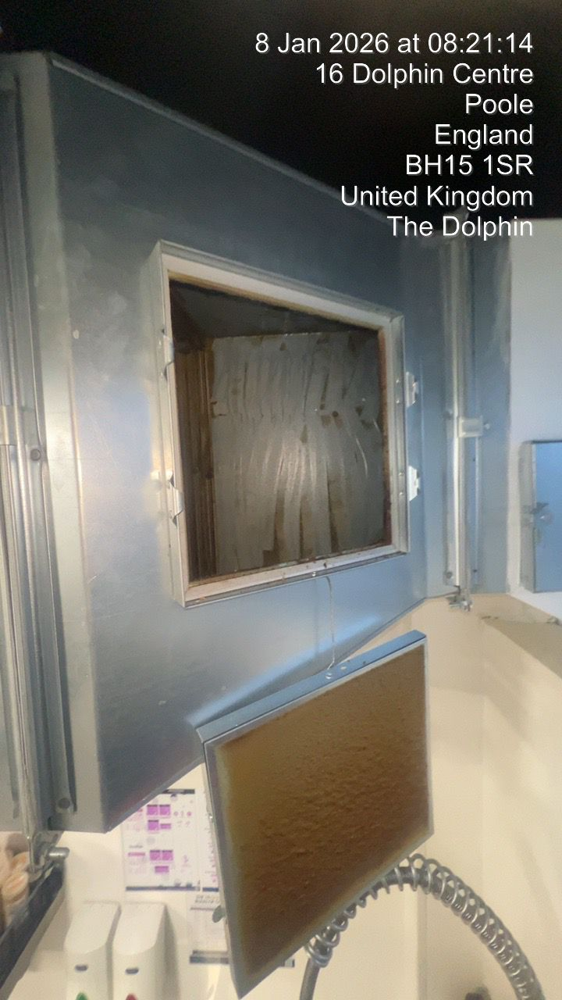 8 Jan 2026 at 08:21:14
16 Dolphin Centre
Poole
England
BH15 1SR
United Kingdom
The Dolphin